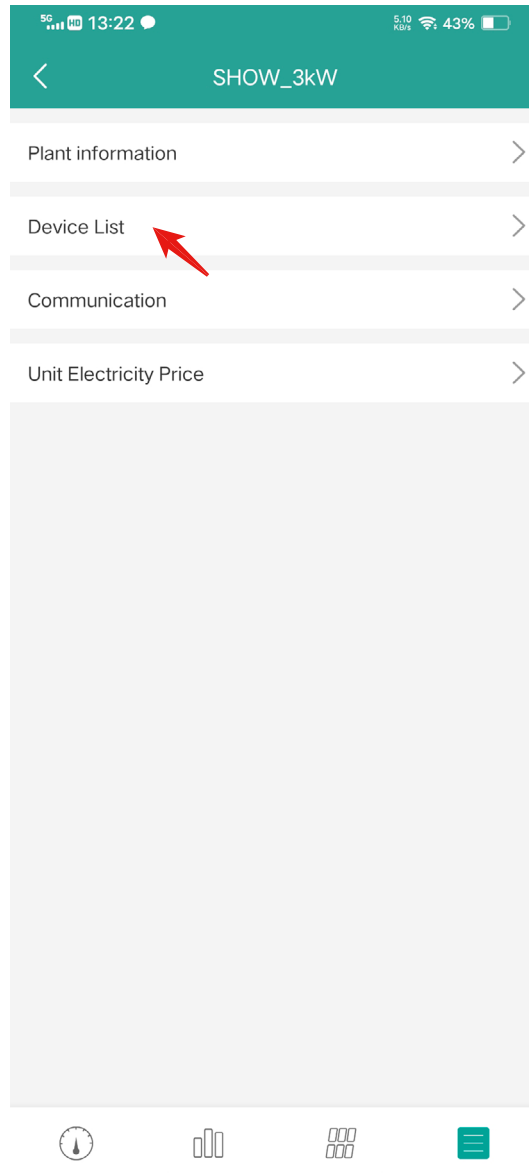 5G HD 13:22 5.10 KB/s 43%
SHOW_3kW
Plant information
Device List
Communication
Unit Electricity Price